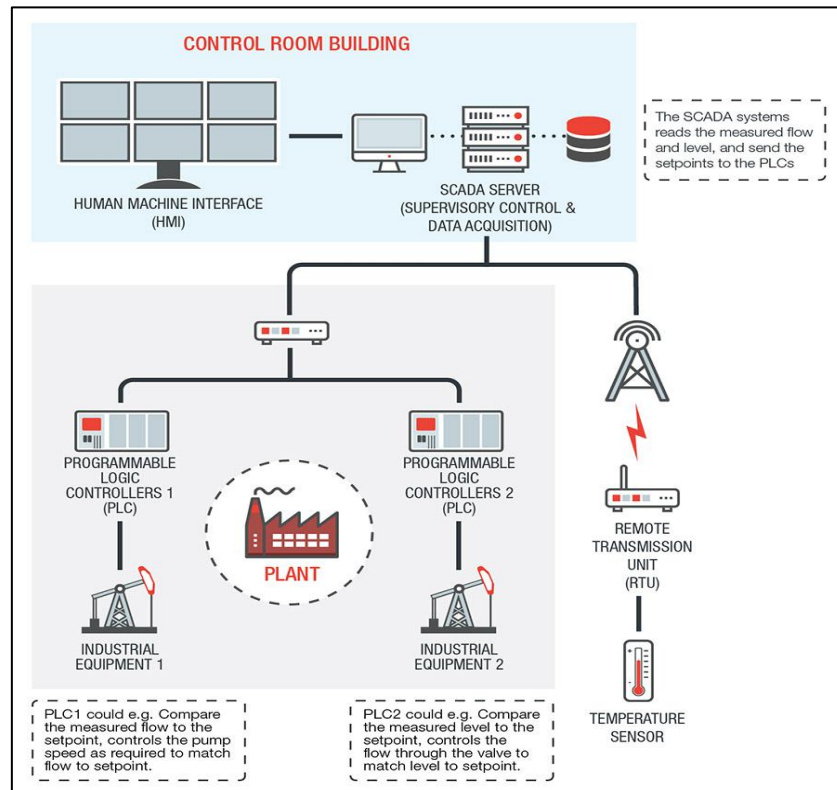 CONTROL ROOM BUILDING
HUMAN MACHINE INTERFACE
(HMI)
SCADA SERVER
(SUPERVISORY CONTROL &
DATA ACQUISITION)
The SCADA systems
reads the measured flow
and level, and send the
setpoints to the PLCs
PROGRAMMABLE
LOGIC
CONTROLLERS 1
(PLC)
PROGRAMMABLE
LOGIC
CONTROLLERS 2
(PLC)
PLANT
REMOTE
TRANSMISSION
UNIT
(RTU)
INDUSTRIAL
EQUIPMENT 1
INDUSTRIAL
EQUIPMENT 2
TEMPERATURE
SENSOR
PLC1 could e.g. Compare
the measured flow to the
setpoint, controls the pump
speed as required to match
flow to setpoint.
PLC2 could e.g. Compare
the measured level to the
setpoint, controls the
flow through the valve to
match level to setpoint.